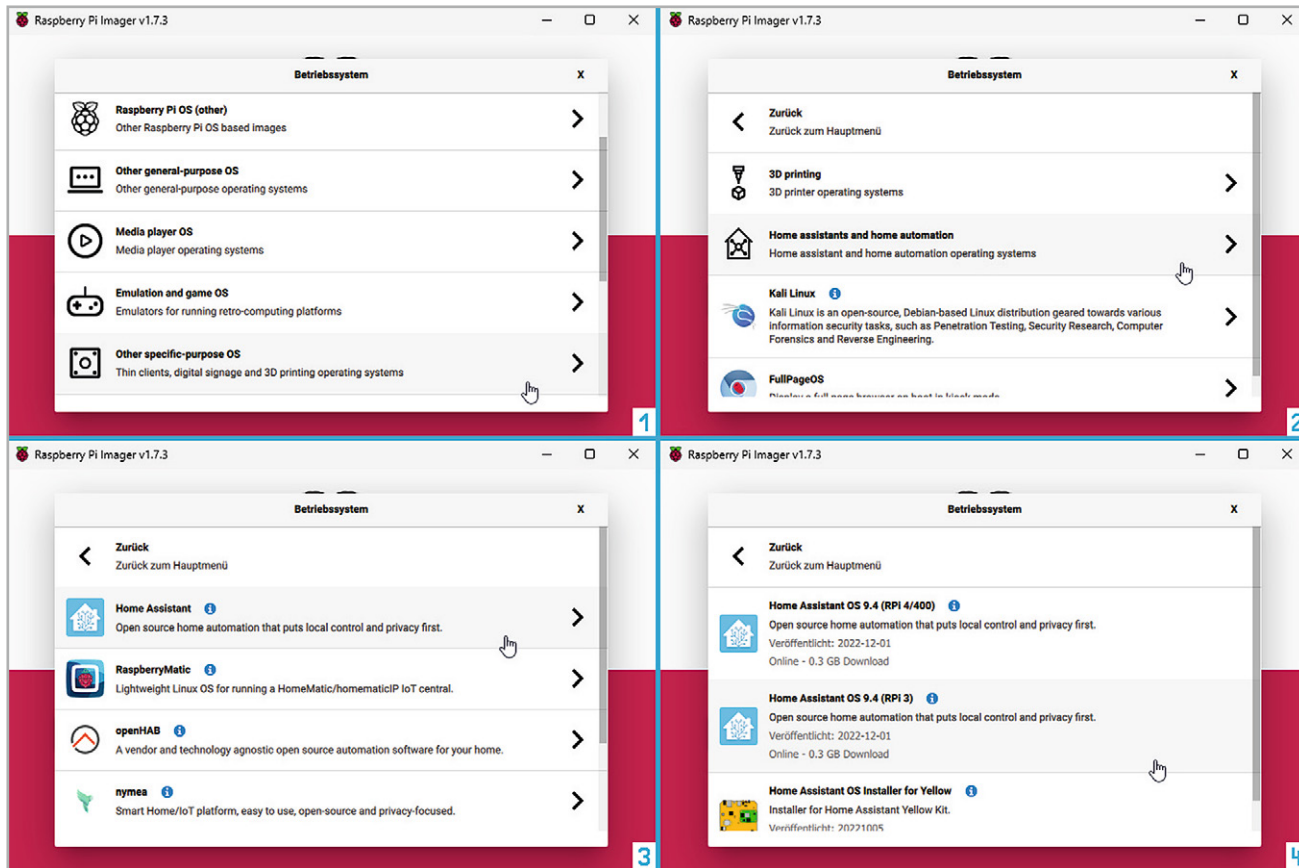 Raspberry Pi Imager v1.7.3
Betriebssystem
X
Raspberry Pi OS (other)
Other Raspberry Pi OS based images
Other general-purpose OS
Other general-purpose operating systems
Media player OS
Media player operating systems
Emulation and game OS
Emulators for running retro-computing platforms
Other specific-purpose OS
Thin clients, digital signage and 3D printing operating systems
1
Raspberry Pi Imager v1.7.3
Betriebssystem
X
Zurück
Zurück zum Hauptmenü
3D printing
3D printer operating systems
Home assistants and home automation
Home assistant and home automation operating systems
Kali Linux
Kali Linux is an open-source, Debian-based Linux distribution geared towards various
information security tasks, such as Penetration Testing, Security Research, Computer
Forensics and Reverse Engineering.
FullPageOS
Display a full page browser on boot in kiosk mode
2
Raspberry Pi Imager v1.7.3
Betriebssystem
X
Zurück
Zurück zum Hauptmenü
Home Assistant
Open source home automation that puts local control and privacy first.
RaspberryMatic
Lightweight Linux OS for running a HomeMatic/homematicIP IoT central.
openHAB
A vendor and technology agnostic open source automation software for your home.
nymea
Smart Home/IoT platform, easy to use, open-source and privacy-focused.
3
Raspberry Pi Imager v1.7.3
Betriebssystem
X
Zurück
Zurück zum Hauptmenü
Home Assistant OS 9.4 (RPi 4/400)
Open source home automation that puts local control and privacy first.
Veröffentlicht: 2022-12-01
Online - 0.3 GB Download
Home Assistant OS 9.4 (RPi 3)
Open source home automation that puts local control and privacy first.
Veröffentlicht: 2022-12-01
Online - 0.3 GB Download
Home Assistant OS Installer for Yellow
Installer for Home Assistant Yellow Kit.
Veröffentlicht: 20221005
4